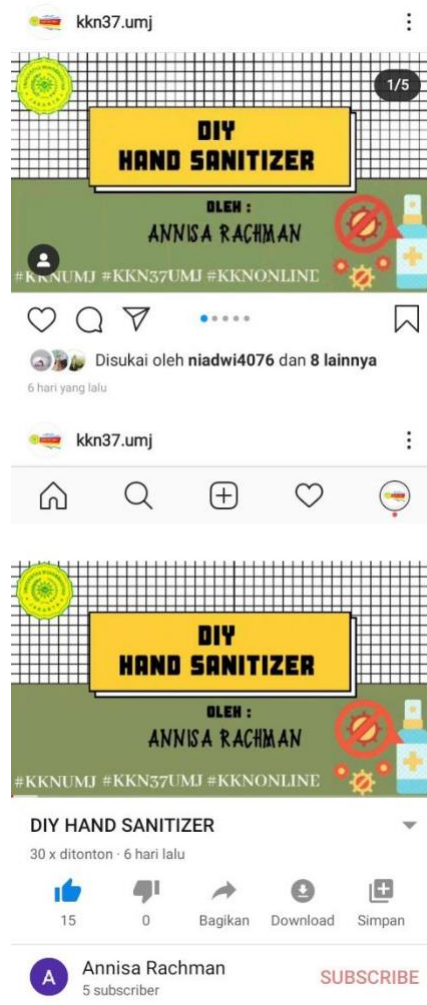 kkn37.umj
1/5
DIY
HAND SANITIZER
OLEH :
ANNISA RACHMAN
#KKNUMJ #KKN37UMJ #KKNONLINE
Disukai oleh niadwi4076 dan 8 lainnya
6 hari yang lalu
kkn37.umj
DIY
HAND SANITIZER
OLEH :
ANNISA RACHMAN
#KKNUMJ #KKN37UMJ #KKNONLINE
DIY HAND SANITIZER
30 x ditonton · 6 hari lalu
15 0 Bagikan Download Simpan
A Annisa Rachman
5 subscriber
SUBSCRIBE